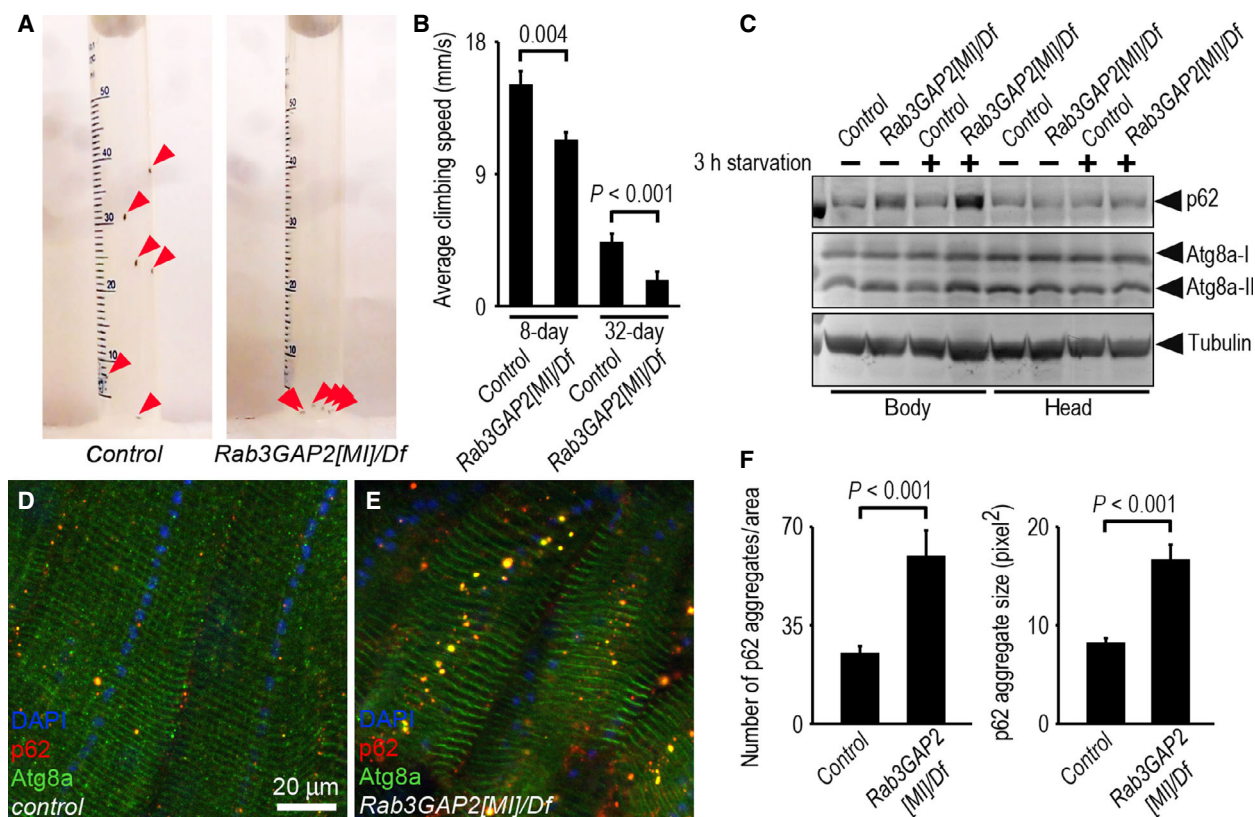 A
50
40
30
20
10
Control
50
40
30
20
10
Rab3GAP2[MI]/Df
B
Average climbing speed (mm/s)
18
9
0
0.004
P < 0.001
8-day
32-day
Control
Rab3GAP2[MI]/Df
Control
Rab3GAP2[MI]/Df
C
Control
Rab3GAP2[MI]/Df
Control
Rab3GAP2[MI]/Df
Control
Rab3GAP2[MI]/Df
Control
Rab3GAP2[MI]/Df
3 h starvation − − + + − − + +
p62
Atg8a-I
Atg8a-II
Tubulin
Body
Head
D
DAPI
p62
Atg8a
control
20 µm
E
DAPI
p62
Atg8a
Rab3GAP2[MI]/Df
F
Number of p62 aggregates/area
70
35
0
P < 0.001
Control
Rab3GAP2
[MI]/Df
p62 aggregate size (pixel²)
20
10
0
P < 0.001
Control
Rab3GAP2
[MI]/Df